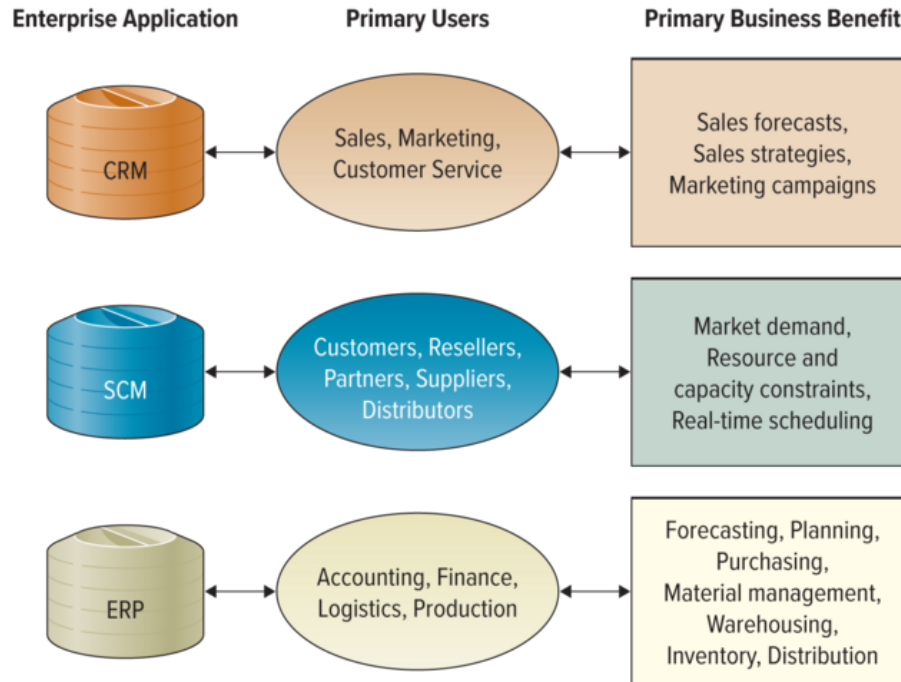 Enterprise Application
Primary Users
Primary Business Benefit
CRM
Sales, Marketing,
Customer Service
Sales forecasts,
Sales strategies,
Marketing campaigns
SCM
Customers, Resellers,
Partners, Suppliers,
Distributors
Market demand,
Resource and
capacity constraints,
Real-time scheduling
ERP
Accounting, Finance,
Logistics, Production
Forecasting, Planning,
Purchasing,
Material management,
Warehousing,
Inventory, Distribution